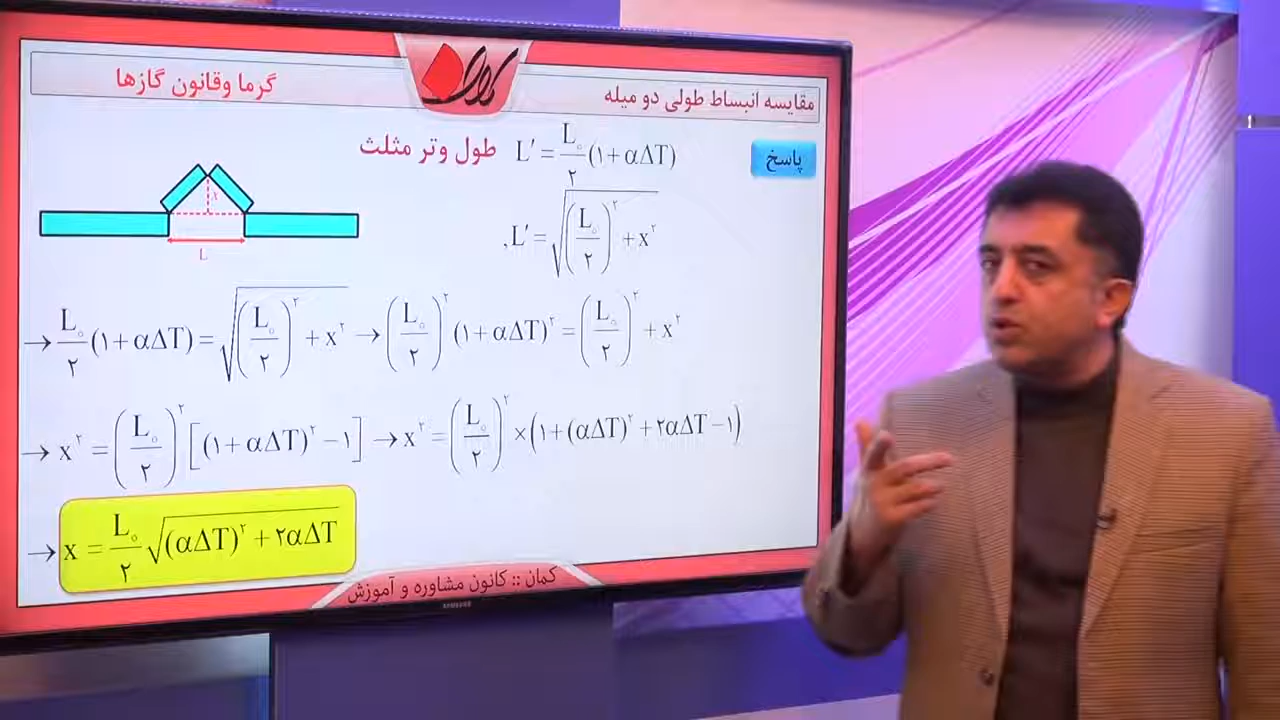 مقایسه انبساط طولی دو میله
کمان
گرما وقانون گازها
پاسخ
L′ = L₀/۲ (۱+αΔT) طول وتر مثلث
, L′ = √((L₀/۲)^۲ + x^۲)
x
L
→ L₀/۲ (۱+αΔT) = √((L₀/۲)^۲ + x^۲) → (L₀/۲)^۲ (۱+αΔT)^۲ = (L₀/۲)^۲ + x^۲
→ x^۲ = (L₀/۲)^۲ [(۱+αΔT)^۲ −۱] → x^۲ = (L₀/۲)^۲ ×(۱+(αΔT)^۲ +۲αΔT −۱)
→ x = L₀/۲ √((αΔT)^۲ + ۲αΔT)
کمان :: کانون مشاوره و آموزش
SAMSUNG